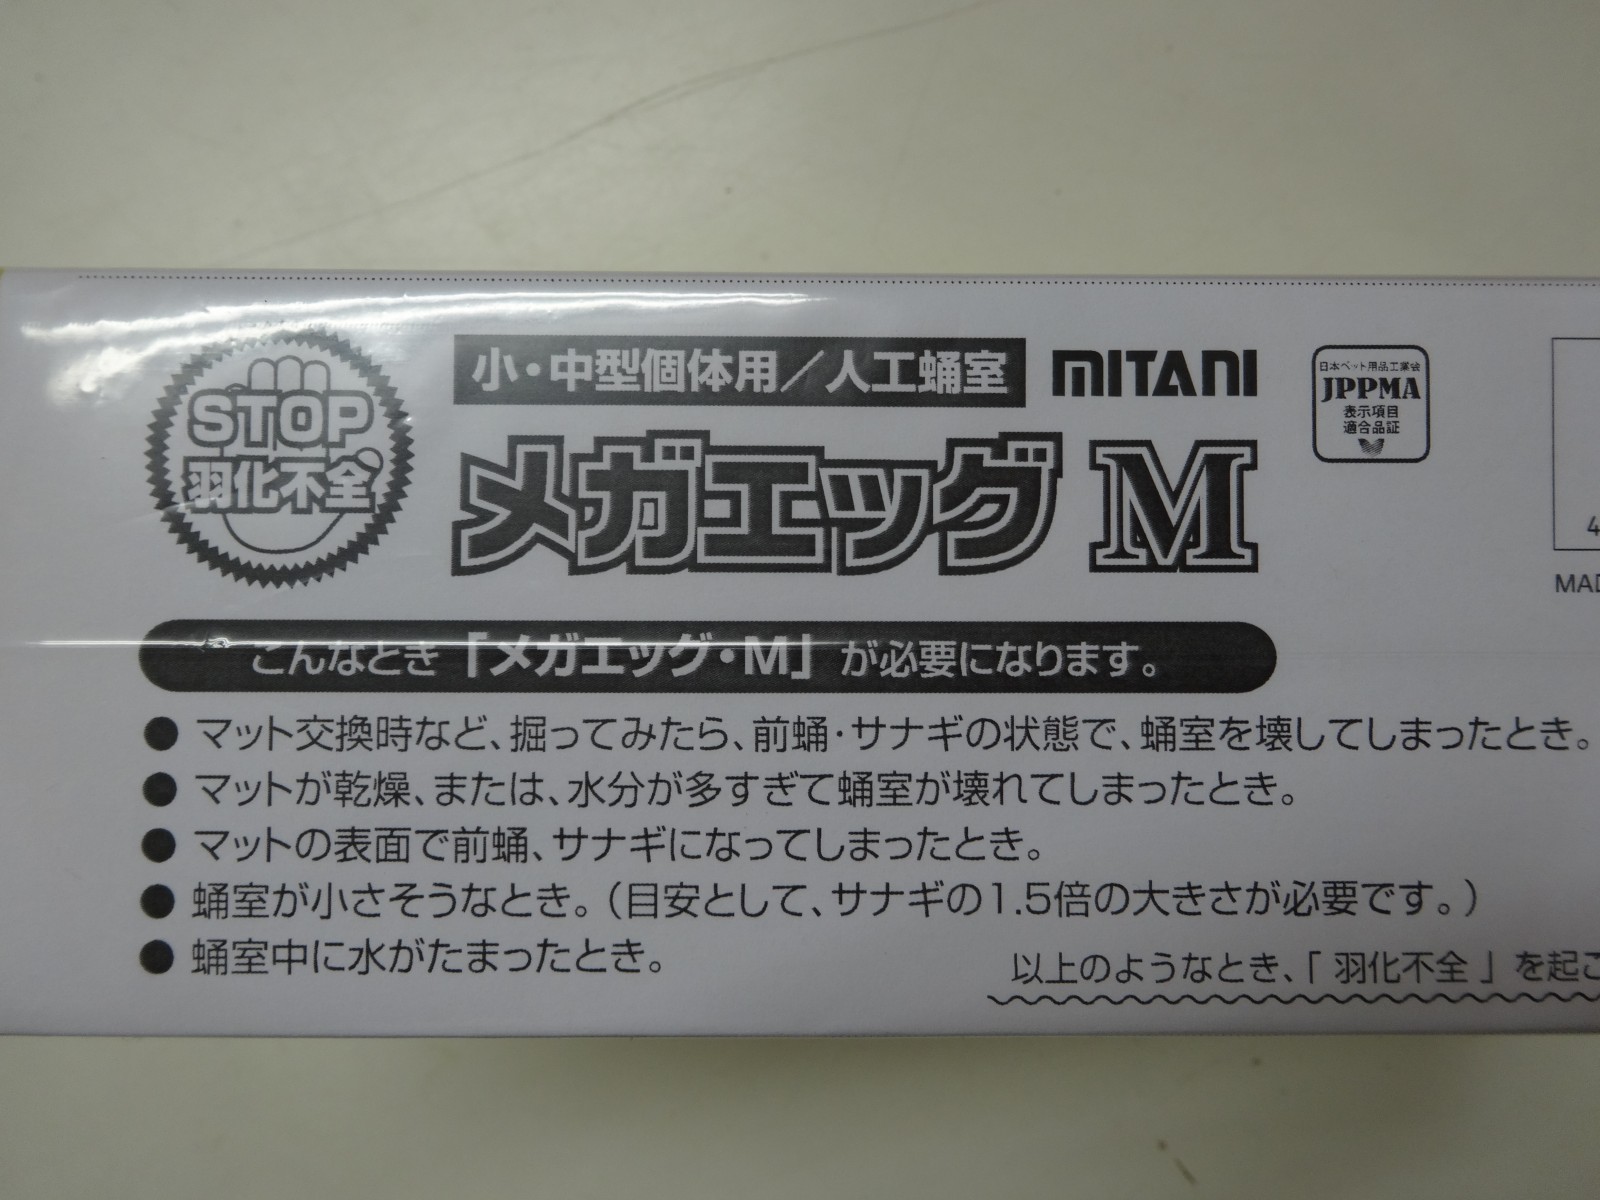 STOP
羽化不全
小・中型個体用／人工蛹室
MITANI
メガエッグ M
日本ペット用品工業会
JPPMA
表示項目
適合品証
4
MAD
こんなとき「メガエッグ・M」が必要になります。
● マット交換時など、掘ってみたら、前蛹・サナギの状態で、蛹室を壊してしまったとき。
● マットが乾燥、または、水分が多すぎて蛹室が壊れてしまったとき。
● マットの表面で前蛹、サナギになってしまったとき。
● 蛹室が小さそうなとき。（目安として、サナギの1.5倍の大きさが必要です。）
● 蛹室中に水がたまったとき。
以上のようなとき、「 羽化不全 」を起こ